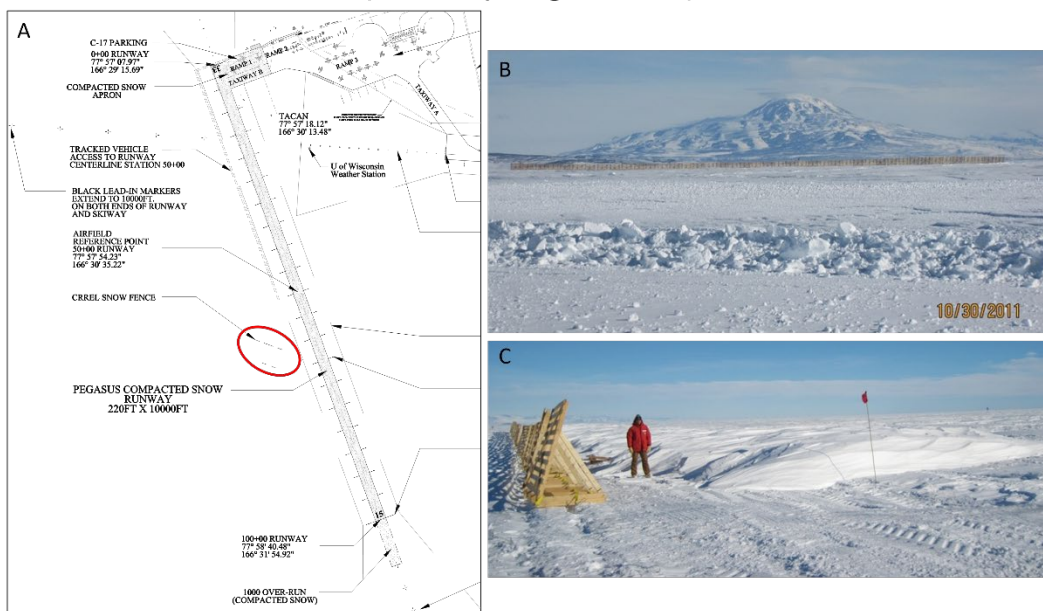 A
C-17 PARKING
0+00 RUNWAY
77° 57' 07.97"
166° 29' 15.69"
COMPACTED SNOW
APRON
33
RAMP 1
RAMP 2
RAMP 3
TAXIWAY B
TAXIWAY A
TACAN
77° 57' 18.12"
166° 30' 13.48"
U of Wisconsin
Weather Station
TRACKED VEHICLE
ACCESS TO RUNWAY
CENTERLINE STATION 50+00
BLACK LEAD-IN MARKERS
EXTEND TO 10000FT.
ON BOTH ENDS OF RUNWAY
AND SKIWAY
AIRFIELD
REFERENCE POINT
50+00 RUNWAY
77° 57' 54.23"
166° 30' 35.22"
CRREL SNOW FENCE
PEGASUS COMPACTED SNOW
RUNWAY
220FT X 10000FT
15
100+00 RUNWAY
77° 58' 40.48"
166° 31' 54.92"
1000 OVER-RUN
(COMPACTED SNOW)
B
10/30/2011
C